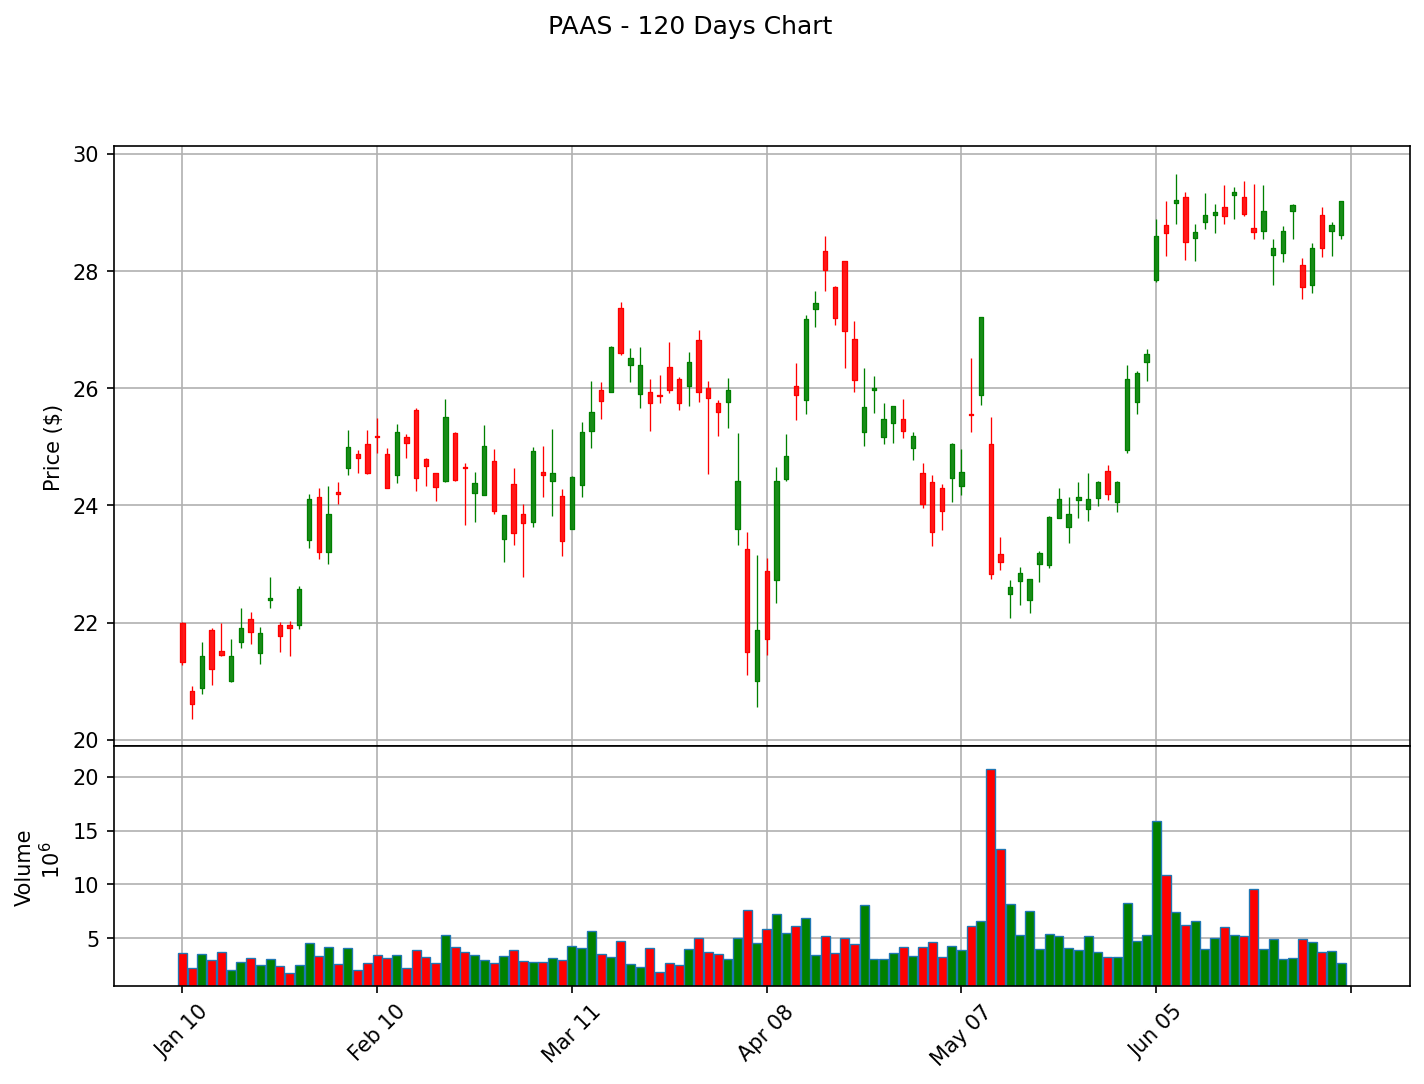 PAAS - 120 Days Chart
30
28
26
24
22
20
Price ($)
20
15
10
5
Volume
10^6
Jan 10
Feb 10
Mar 11
Apr 08
May 07
Jun 05